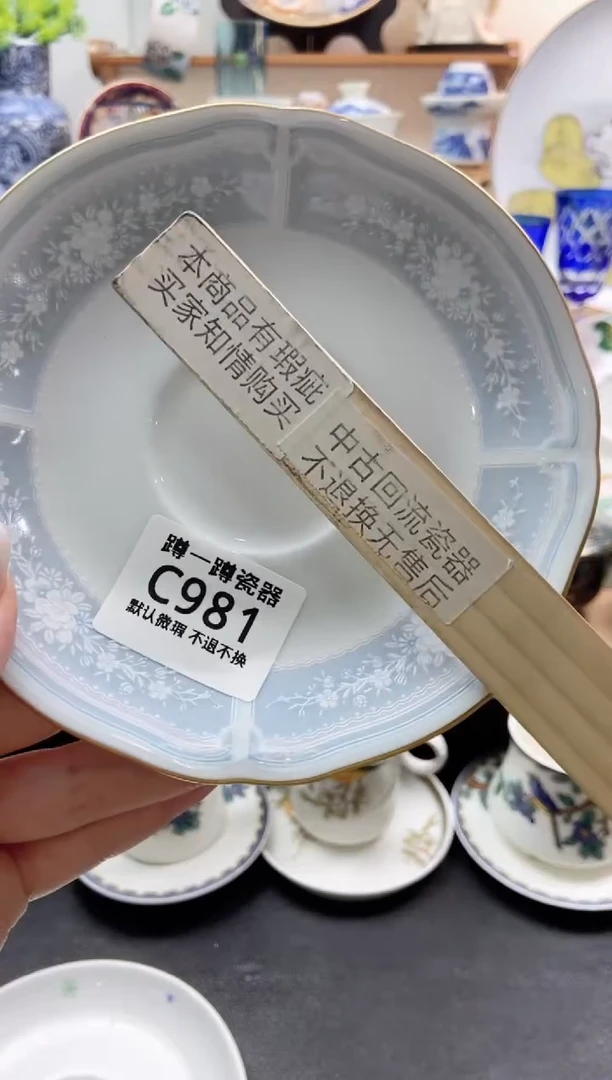 本商品有瑕疵
买家知情购买
中古回流瓷器
不退换无售后
蹲一蹲瓷器
C981
默认微瑕 不退不换